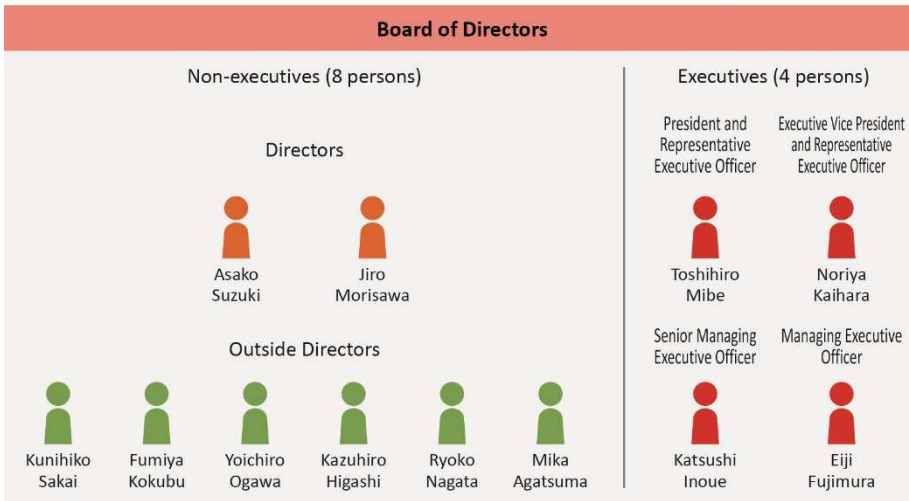 Board of Directors
Non-executives (8 persons)
Directors
Asako
Suzuki
Jiro
Morisawa
Outside Directors
Kunihiko
Sakai
Fumiya
Kokubu
Yoichiro
Ogawa
Kazuhiro
Higashi
Ryoko
Nagata
Mika
Agatsuma
Executives (4 persons)
President and
Representative
Executive Officer
Toshihiro
Mibe
Executive Vice President
and Representative
Executive Officer
Noriya
Kaihara
Senior Managing
Executive Officer
Katsushi
Inoue
Managing Executive
Officer
Eiji
Fujimura